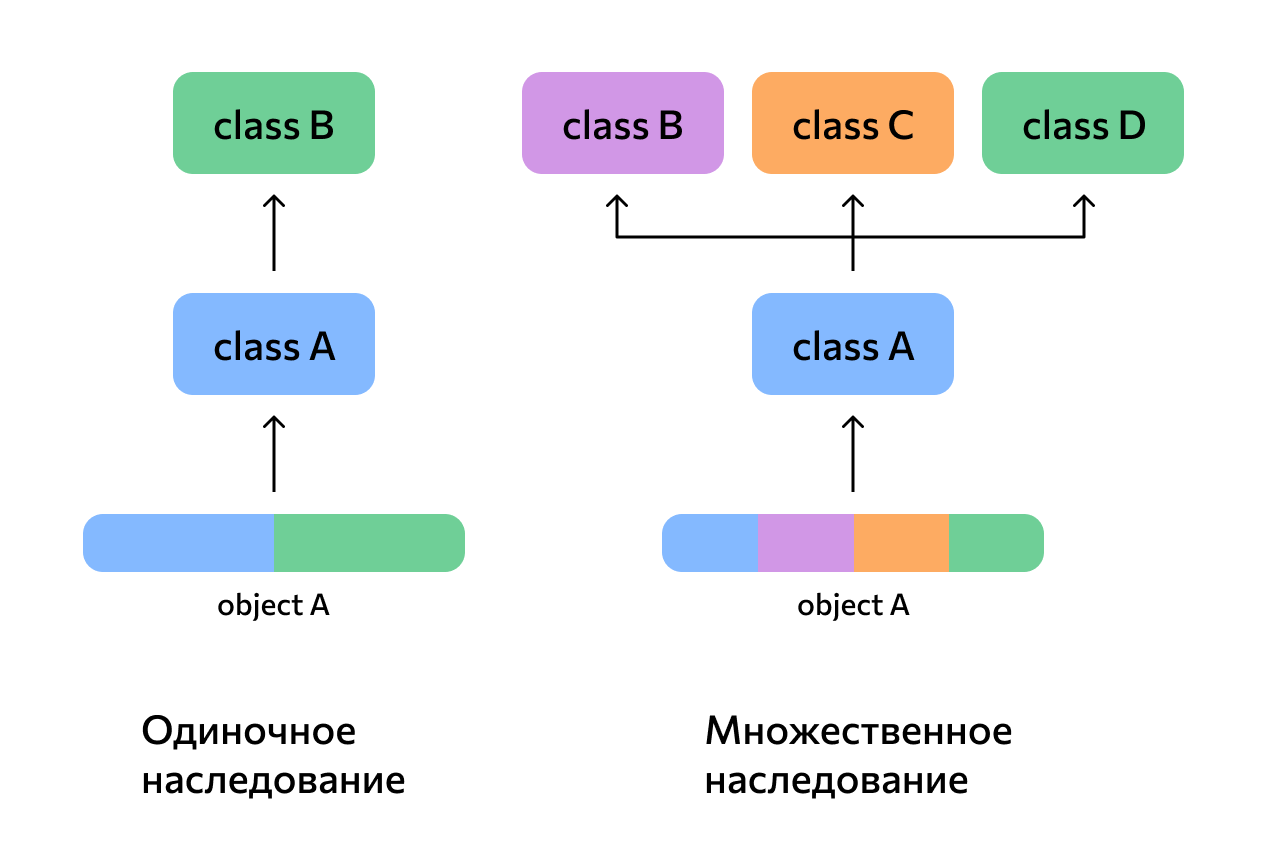 class B
class A
object A
Одиночное
наследование
class B
class C
class D
class A
object A
Множественное
наследование